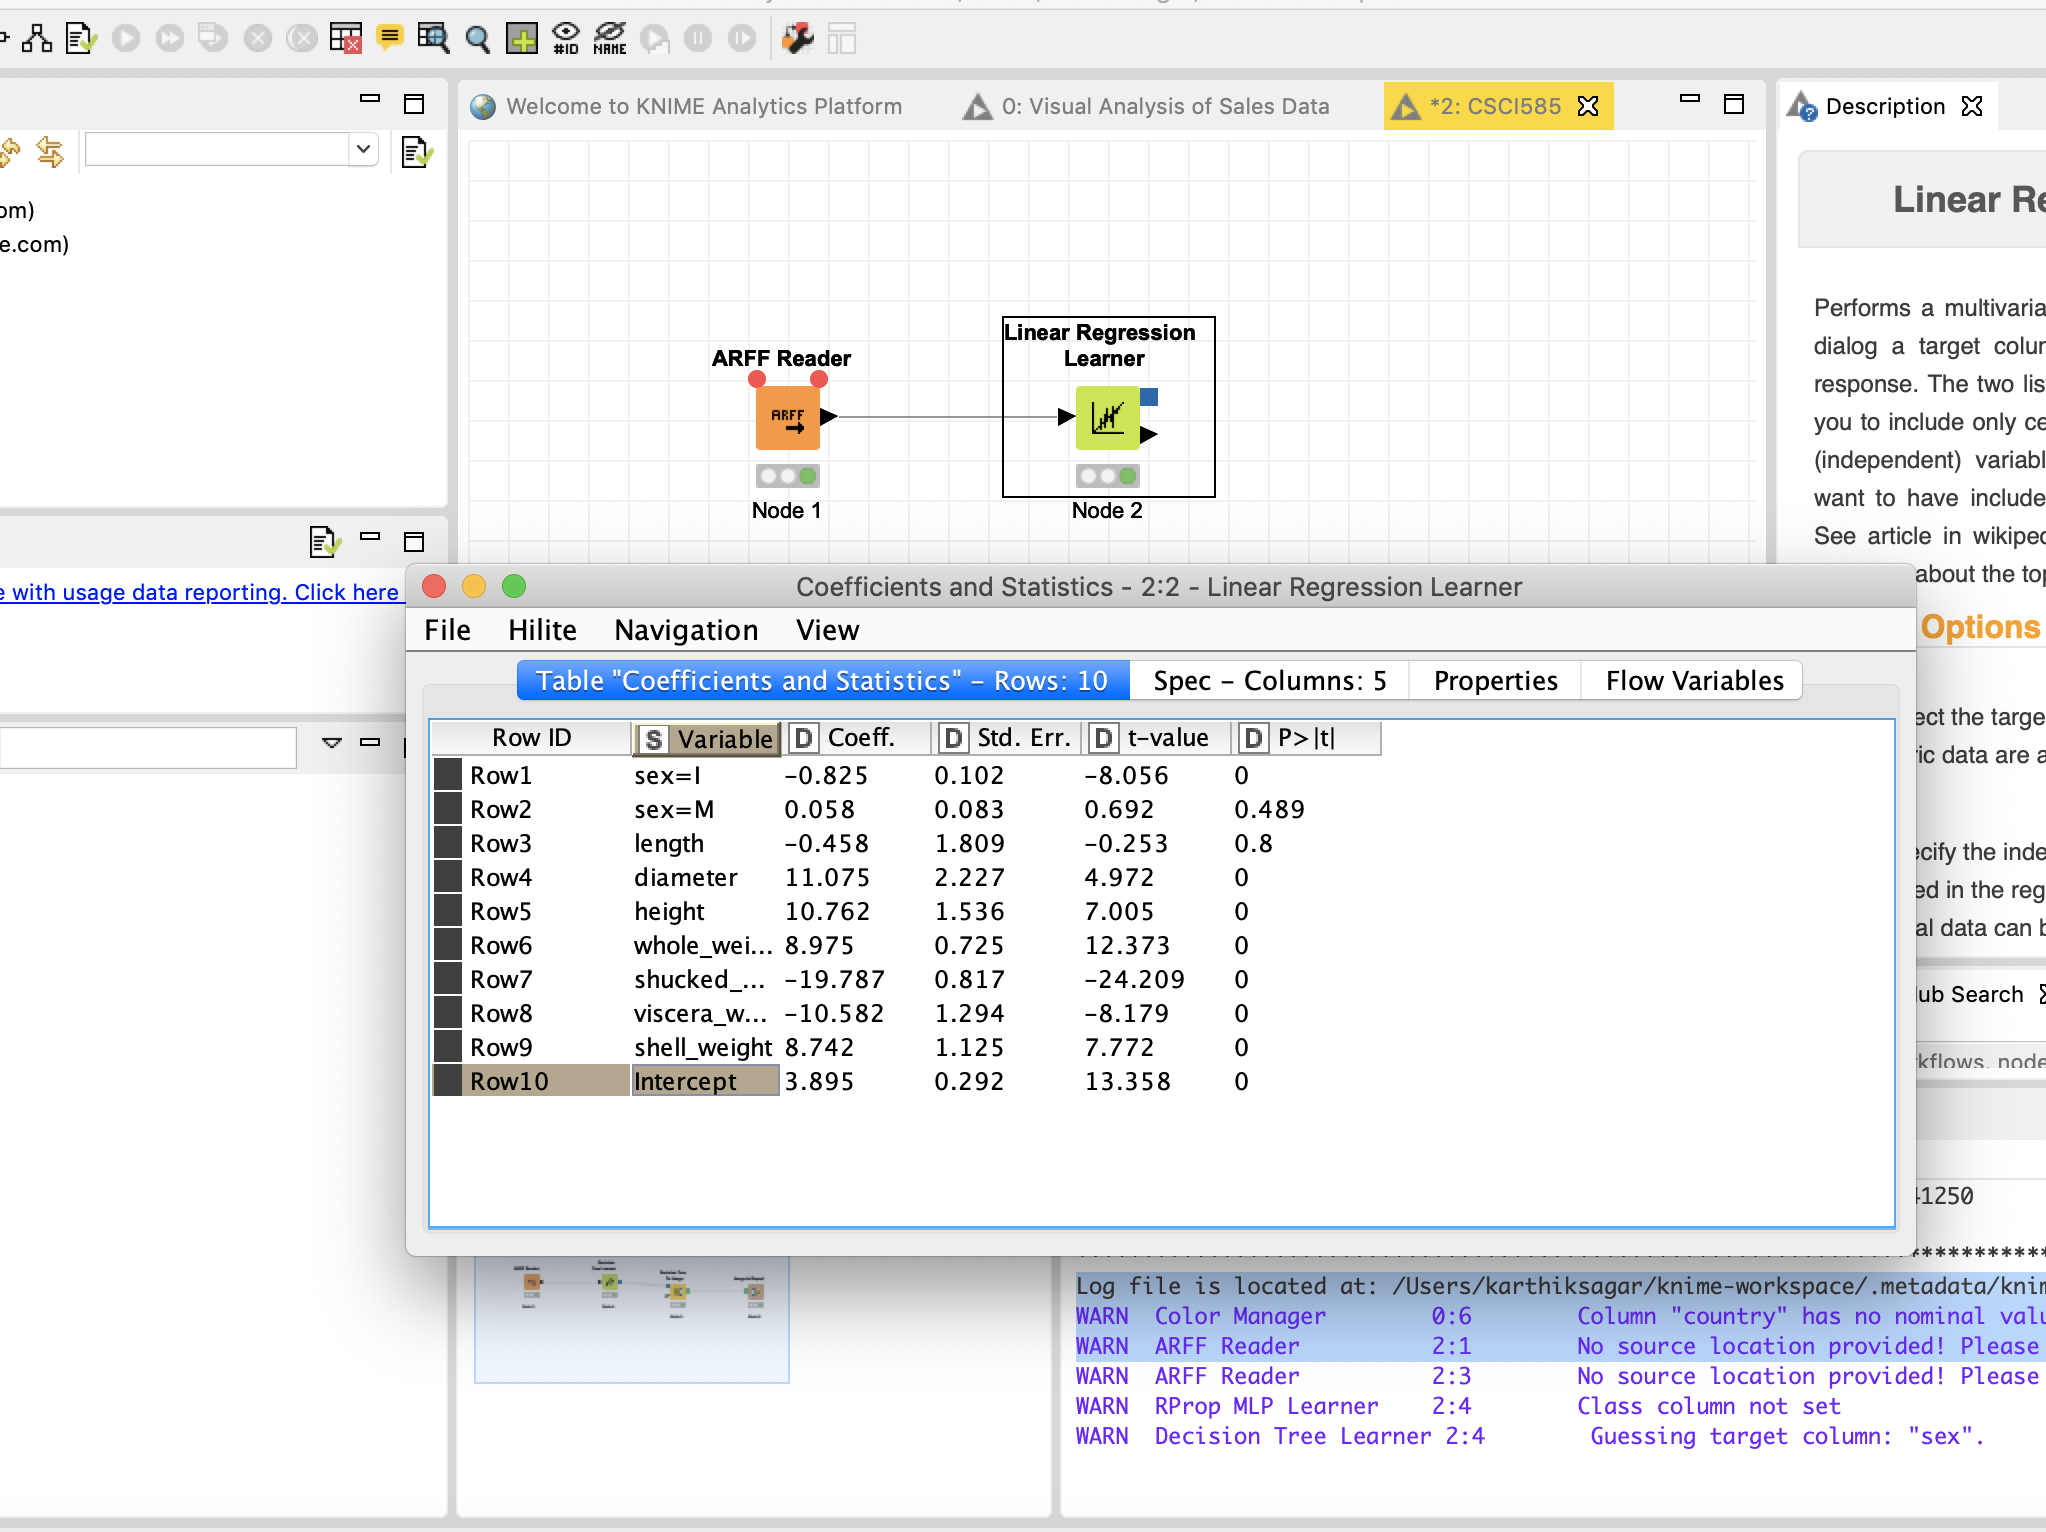 #ID
NAME
Welcome to KNIME Analytics Platform
0: Visual Analysis of Sales Data
*2: CSCI585
Description
om)
e.com)
Linear Re
Performs a multivaria
dialog a target colum
response. The two lis
you to include only ce
(independent) variabl
want to have include
See article in wikiped
about the top
Options
Linear Regression
Learner
ARFF Reader
ARFF
Node 1
Node 2
e with usage data reporting. Click here
Coefficients and Statistics - 2:2 - Linear Regression Learner
File Hilite Navigation View
Table "Coefficients and Statistics" - Rows: 10 Spec - Columns: 5 Properties Flow Variables
Row ID S Variable D Coeff. D Std. Err. D t-value D P>|t|
Row1 sex=I -0.825 0.102 -8.056 0
Row2 sex=M 0.058 0.083 0.692 0.489
Row3 length -0.458 1.809 -0.253 0.8
Row4 diameter 11.075 2.227 4.972 0
Row5 height 10.762 1.536 7.005 0
Row6 whole_wei... 8.975 0.725 12.373 0
Row7 shucked_... -19.787 0.817 -24.209 0
Row8 viscera_w... -10.582 1.294 -8.179 0
Row9 shell_weight 8.742 1.125 7.772 0
Row10 Intercept 3.895 0.292 13.358 0
ect the targe
ic data are a
ecify the inde
ed in the reg
al data can b
ub Search
kflows, node
41250
Log file is located at: /Users/karthiksagar/knime-workspace/.metadata/knim
WARN Color Manager 0:6 Column "country" has no nominal valu
WARN ARFF Reader 2:1 No source location provided! Please
WARN ARFF Reader 2:3 No source location provided! Please
WARN RProp MLP Learner 2:4 Class column not set
WARN Decision Tree Learner 2:4 Guessing target column: "sex".